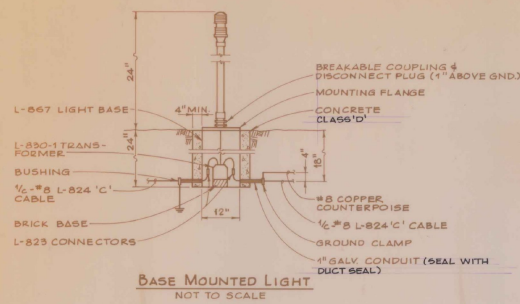 24"
BREAKABLE COUPLING &
DISCONNECT PLUG (1" ABOVE GND.)
MOUNTING FLANGE
L-867 LIGHT BASE
4" MIN.
CONCRETE
CLASS 'D'
24"
L-830-1 TRANS-
FORMER
18"
4"
BUSHING
1/C-#8 L-824 'C'
CABLE
#8 COPPER
COUNTERPOISE
BRICK BASE
12"
1/C-#8 L-824 'C' CABLE
L-823 CONNECTORS
GROUND CLAMP
1" GALV. CONDUIT (SEAL WITH
DUCT SEAL)
BASE MOUNTED LIGHT
NOT TO SCALE